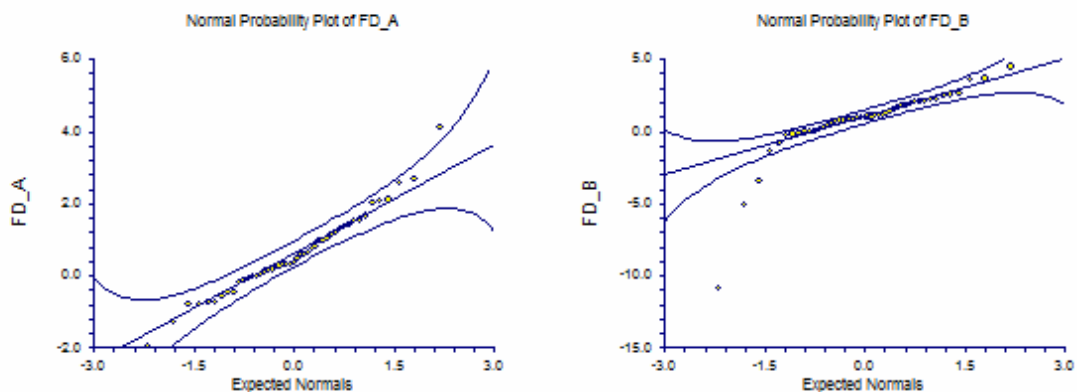 Normal Probability Plot of FD_A
6.0
4.0
2.0
0.0
-2.0
FD_A
-3.0 -1.5 0.0 1.5 3.0
Expected Normals
Normal Probability Plot of FD_B
5.0
0.0
-5.0
-10.0
-15.0
FD_B
-3.0 -1.5 0.0 1.5 3.0
Expected Normals